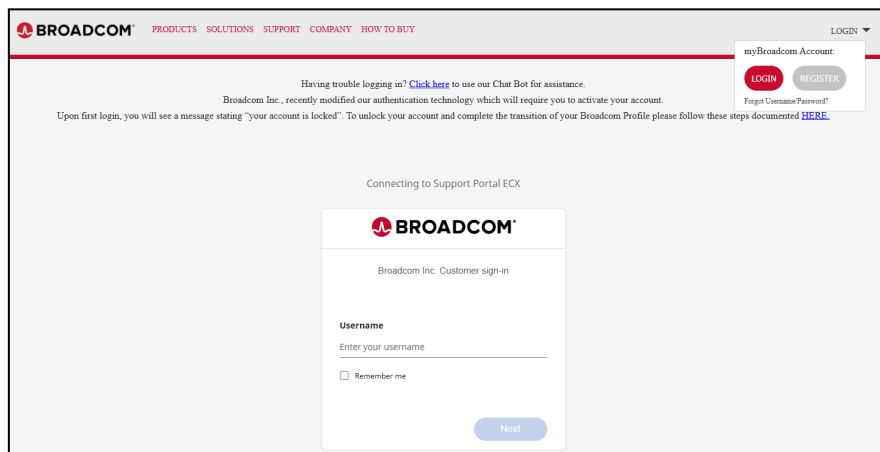 BROADCOM® PRODUCTS SOLUTIONS SUPPORT COMPANY HOW TO BUY LOGIN
myBroadcom Account:
LOGIN REGISTER
Forgot Username/Password?
Having trouble logging in? Click here to use our Chat Bot for assistance.
Broadcom Inc., recently modified our authentication technology which will require you to activate your account.
Upon first login, you will see a message stating “your account is locked”. To unlock your account and complete the transition of your Broadcom Profile please follow these steps documented HERE.
Connecting to Support Portal ECX
BROADCOM®
Broadcom Inc. Customer sign-in
Username
Enter your username
Remember me
Next